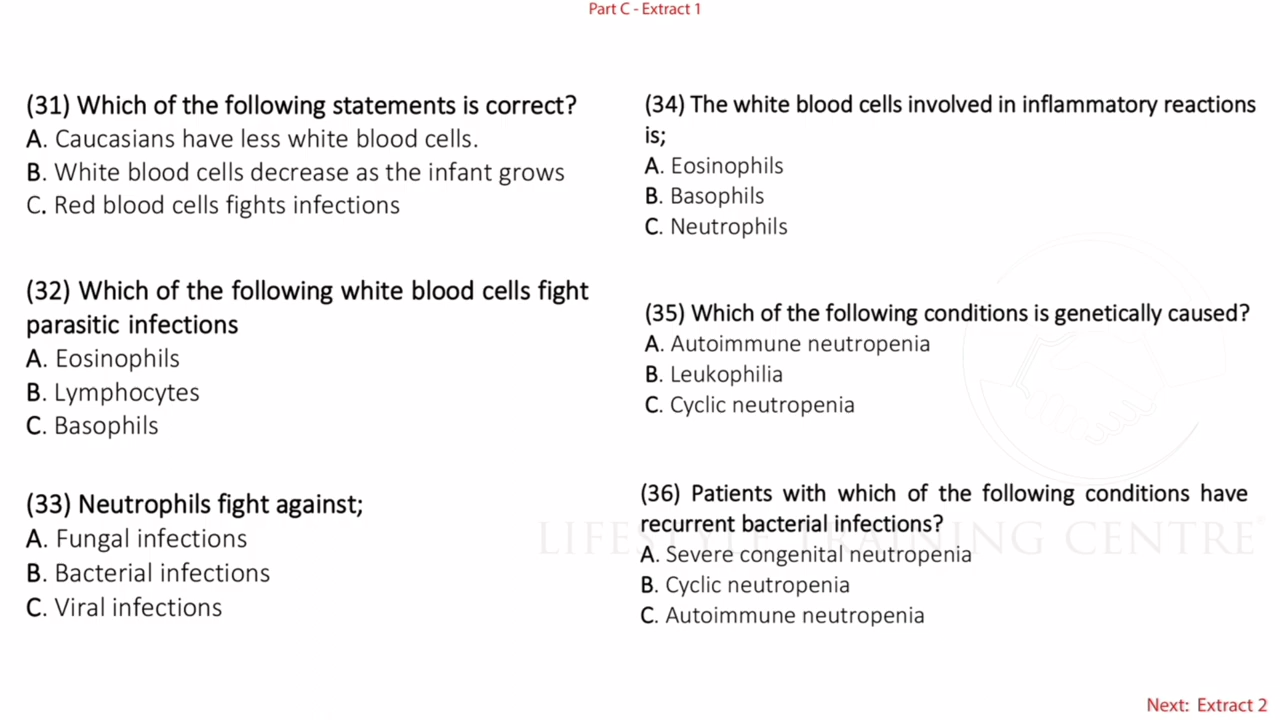 Part C - Extract 1
(31) Which of the following statements is correct?
A. Caucasians have less white blood cells.
B. White blood cells decrease as the infant grows
C. Red blood cells fights infections
(32) Which of the following white blood cells fight
parasitic infections
A. Eosinophils
B. Lymphocytes
C. Basophils
(33) Neutrophils fight against;
A. Fungal infections
B. Bacterial infections
C. Viral infections
(34) The white blood cells involved in inflammatory reactions
is;
A. Eosinophils
B. Basophils
C. Neutrophils
(35) Which of the following conditions is genetically caused?
A. Autoimmune neutropenia
B. Leukophilia
C. Cyclic neutropenia
(36) Patients with which of the following conditions have
recurrent bacterial infections?
A. Severe congenital neutropenia
B. Cyclic neutropenia
C. Autoimmune neutropenia
LIFESTYLE TRAINING CENTRE
Next: Extract 2